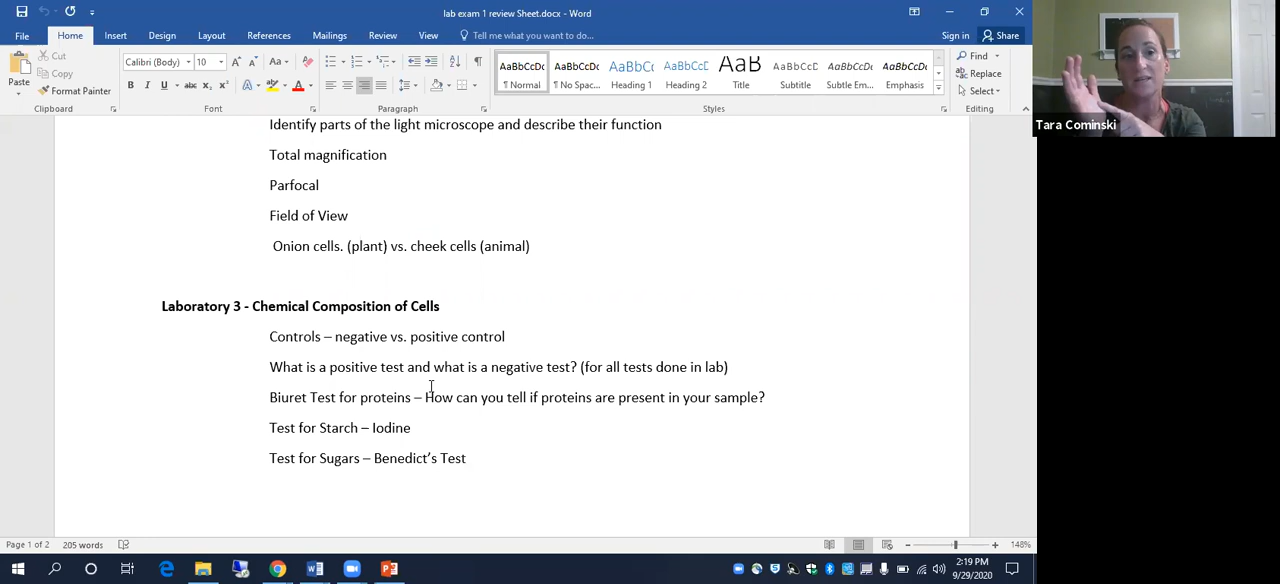 lab exam 1 review Sheet.docx - Word
File Home Insert Design Layout References Mailings Review View Tell me what you want to do... Sign in Share
Paste
Cut
Copy
Format Painter
Clipboard
Calibri (Body) 10
Font
Paragraph
AaBbCcDc AaBbCcDc AaBbCc AaBbCcC AaB AaBbCcD AaBbCcDc AaBbCcDc
¶ Normal ¶ No Spac... Heading 1 Heading 2 Title Subtitle Subtle Em... Emphasis
Styles
Find
Replace
Select
Editing
Tara Cominski
Identify parts of the light microscope and describe their function
Total magnification
Parfocal
Field of View
Onion cells. (plant) vs. cheek cells (animal)
Laboratory 3 - Chemical Composition of Cells
Controls – negative vs. positive control
What is a positive test and what is a negative test? (for all tests done in lab)
Biuret Test for proteins – How can you tell if proteins are present in your sample?
Test for Starch – Iodine
Test for Sugars – Benedict's Test
Page 1 of 2 205 words 148%
2:19 PM
9/29/2020